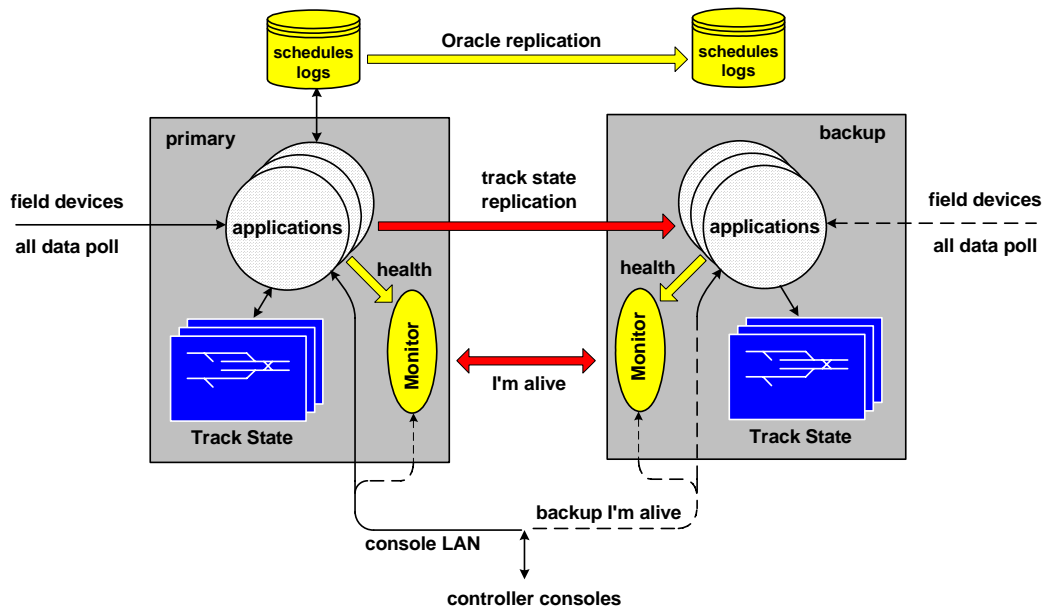 schedules
logs
Oracle replication
schedules
logs
primary
backup
field devices
all data poll
applications
track state
replication
applications
field devices
all data poll
health
health
Monitor
Monitor
I'm alive
Track State
Track State
backup I'm alive
console LAN
controller consoles